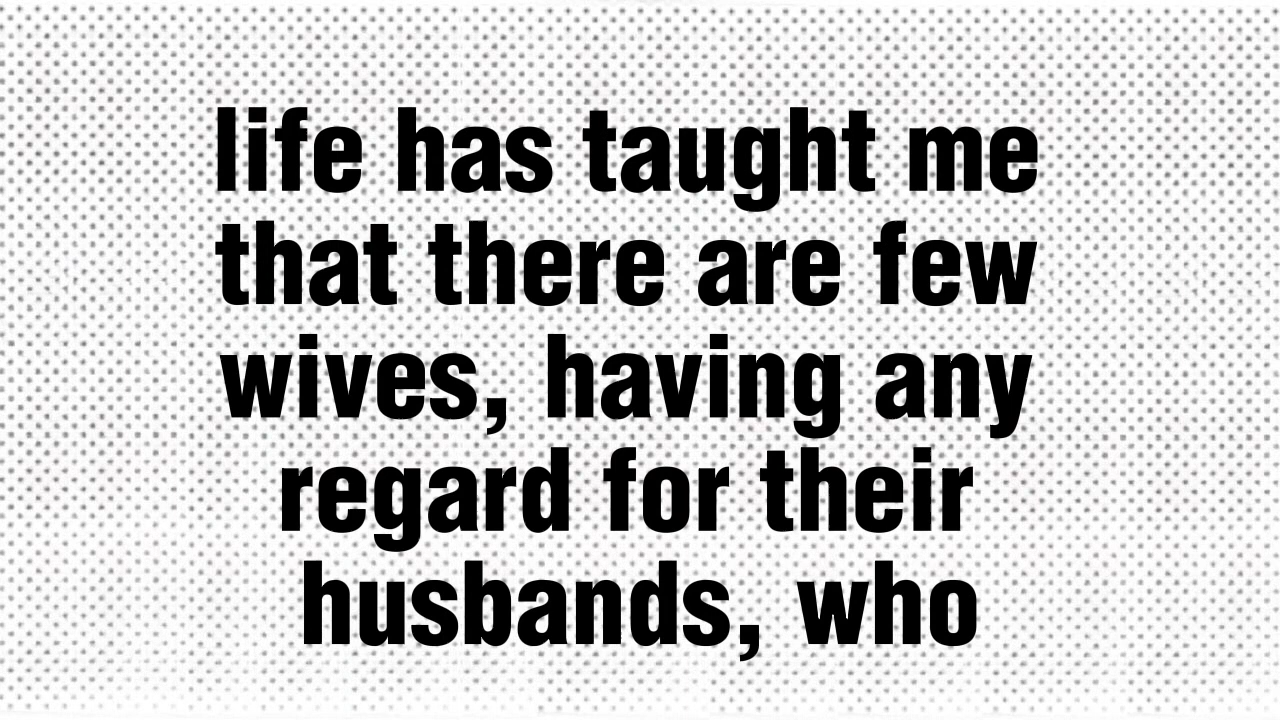 life has taught me
that there are few
wives, having any
regard for their
husbands, who